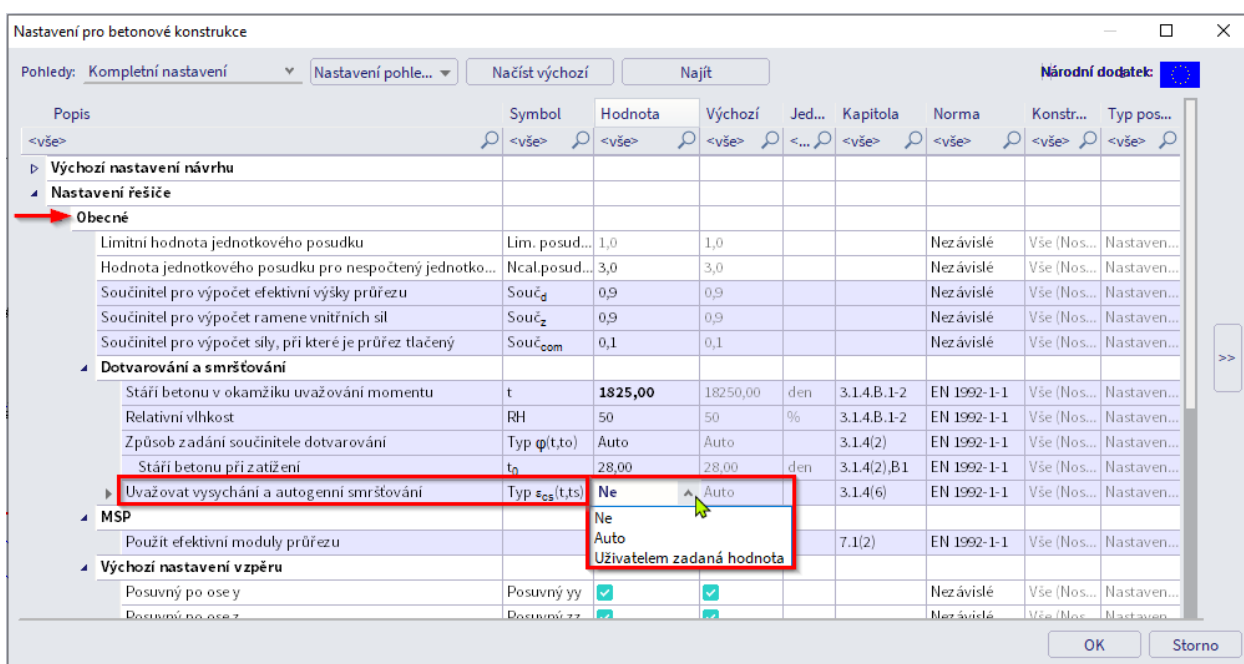 Nastavení pro betonové konstrukce
Pohledy: Kompletní nastavení Nastavení pohle... Načíst výchozí Najít Národní dodatek:
Popis Symbol Hodnota Výchozí Jed... Kapitola Norma Konstr... Typ pos...
<vše> <vše> <vše> <vše> <... <vše> <vše> <vše> <vše>
Výchozí nastavení návrhu
Nastavení řešiče
Obecné
Limitní hodnota jednotkového posudku Lim. posud... 1,0 1,0 Nezávislé Vše (Nos... Nastaven...
Hodnota jednotkového posudku pro nespočtený jednotko... Ncal.posud... 3,0 3,0 Nezávislé Vše (Nos... Nastaven...
Součinitel pro výpočet efektivní výšky průřezu Součd 0,9 0,9 Nezávislé Vše (Nos... Nastaven...
Součinitel pro výpočet ramene vnitřních sil Součz 0,9 0,9 Nezávislé Vše (Nos... Nastaven...
Součinitel pro výpočet síly, při které je průřez tlačený Součcom 0,1 0,1 Nezávislé Vše (Nos... Nastaven...
Dotvarování a smršťování
Stáří betonu v okamžiku uvažování momentu t 1825,00 18250,00 den 3.1.4.B.1-2 EN 1992-1-1 Vše (Nos... Nastaven...
Relativní vlhkost RH 50 50 % 3.1.4.B.1-2 EN 1992-1-1 Vše (Nos... Nastaven...
Způsob zadání součinitele dotvarování Typ φ(t,to) Auto Auto 3.1.4(2) EN 1992-1-1 Vše (Nos... Nastaven...
Stáří betonu při zatížení t0 28,00 28,00 den 3.1.4(2),B1 EN 1992-1-1 Vše (Nos... Nastaven...
Uvažovat vysychání a autogenní smršťování Typ εcs(t,ts) Ne Auto 3.1.4(6) EN 1992-1-1 Vše (Nos... Nastaven...
MSP Ne
Auto
Použít efektivní moduly průřezu 7.1(2) EN 1992-1-1 Vše (Nos... Nastaven...
Uživatelem zadaná hodnota
Výchozí nastavení vzpěru
Posuvný po ose y Posuvný yy Nezávislé Vše (Nos... Nastaven...
Posuvný po ose z Posuvný zz Nezávislé Vše (Nos... Nastaven...
>>
OK Storno